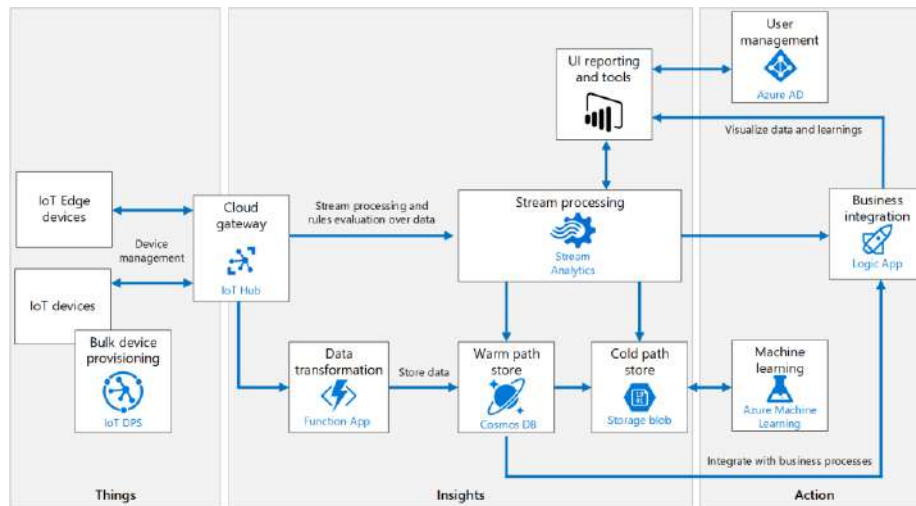 User
management
Azure AD
UI reporting
and tools
Visualize data and learnings
IoT Edge
devices
Cloud
gateway
IoT Hub
Stream processing and
rules evaluation over data
Stream processing
Stream
Analytics
Business
integration
Logic App
Device
management
IoT devices
Bulk device
provisioning
IoT DPS
Data
transformation
Function App
Store data
Warm path
store
Cosmos DB
Cold path
store
Storage blob
Machine
learning
Azure Machine
Learning
Integrate with business processes
Things
Insights
Action